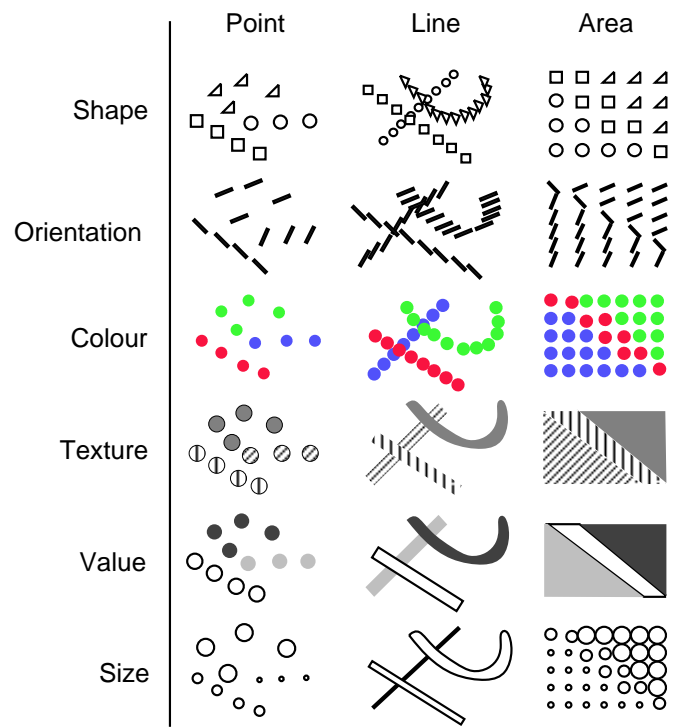 Point Line Area
Shape
Orientation
Colour
Texture
Value
Size